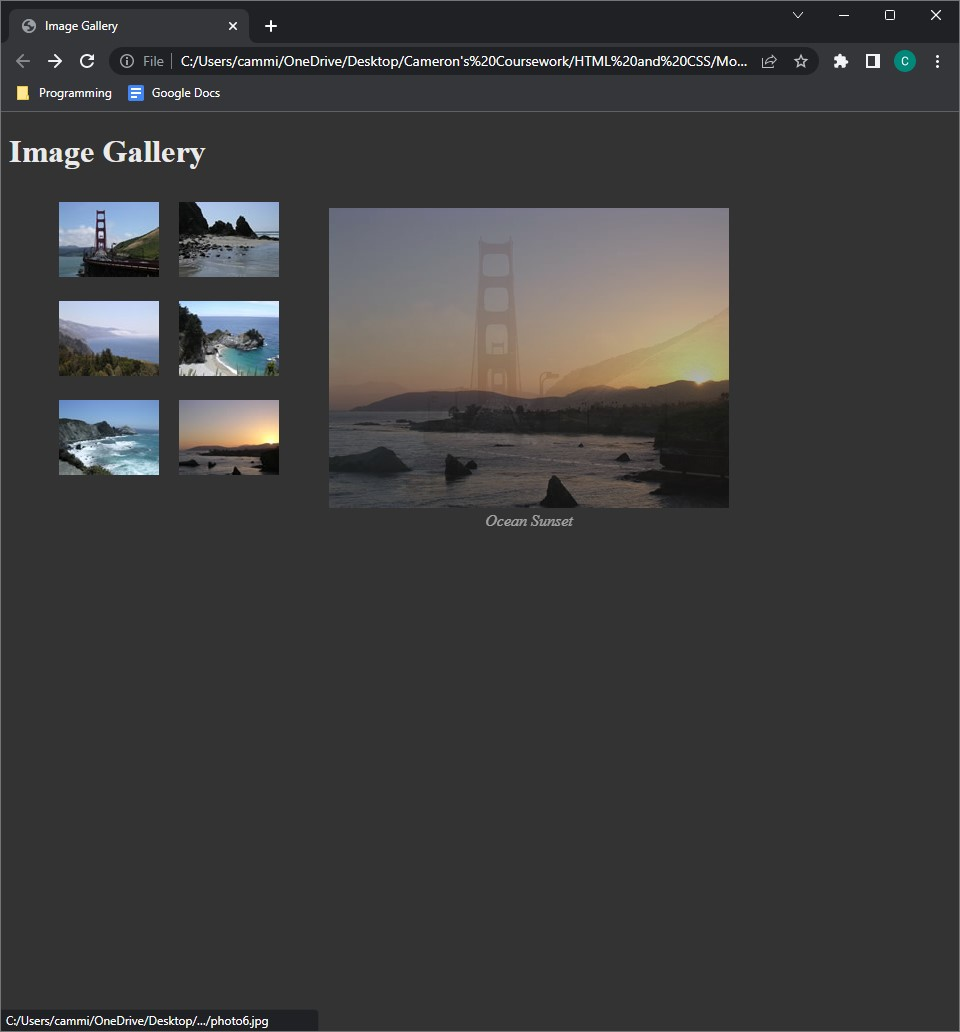 Image Gallery
File
C:/Users/cammi/OneDrive/Desktop/Cameron's%20Coursework/HTML%20and%20CSS/Mo...
C
Programming
Google Docs
Image Gallery
Ocean Sunset
C:/Users/cammi/OneDrive/Desktop/.../photo6.jpg